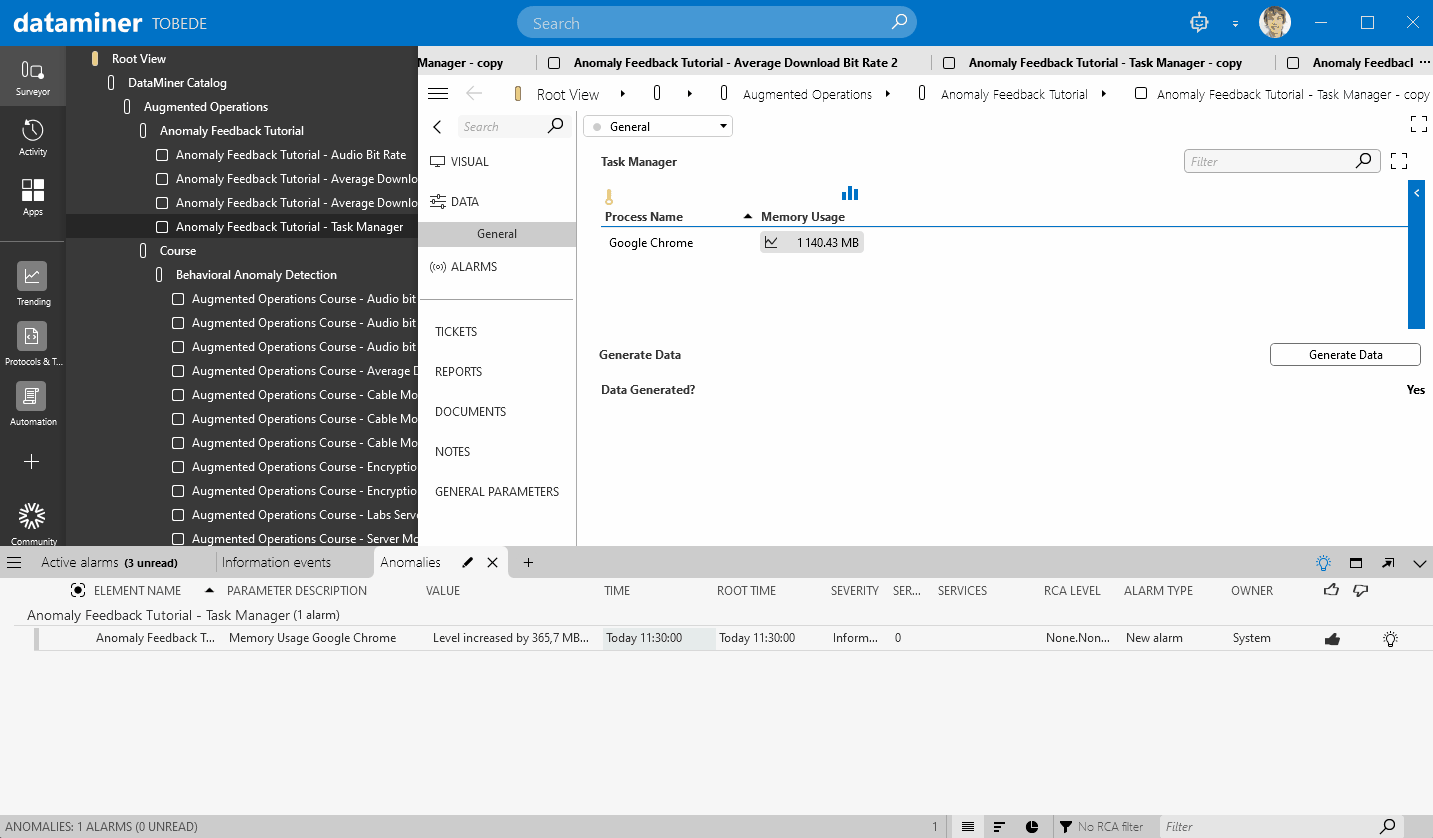 dataminer TOBEDE
Search
Surveyor
Activity
Apps
Trending
Protocols & T...
Automation
Community
Root View
DataMiner Catalog
Augmented Operations
Anomaly Feedback Tutorial
Anomaly Feedback Tutorial - Audio Bit Rate
Anomaly Feedback Tutorial - Average Downlo
Anomaly Feedback Tutorial - Average Downlo
Anomaly Feedback Tutorial - Task Manager
Course
Behavioral Anomaly Detection
Augmented Operations Course - Audio bit
Augmented Operations Course - Audio bit
Augmented Operations Course - Audio bit
Augmented Operations Course - Average D
Augmented Operations Course - Cable Mo
Augmented Operations Course - Cable Mo
Augmented Operations Course - Cable Mo
Augmented Operations Course - Encryptio
Augmented Operations Course - Encryptio
Augmented Operations Course - Labs Serve
Augmented Operations Course - Server Mo
Manager - copy
Anomaly Feedback Tutorial - Average Download Bit Rate 2
Anomaly Feedback Tutorial - Task Manager - copy
Anomaly Feedbacl ...
Root View
Augmented Operations
Anomaly Feedback Tutorial
Anomaly Feedback Tutorial - Task Manager - copy
Search
VISUAL
DATA
General
ALARMS
TICKETS
REPORTS
DOCUMENTS
NOTES
GENERAL PARAMETERS
General
Task Manager
Filter
Process Name Memory Usage
Google Chrome 1 140.43 MB
Generate Data Generate Data
Data Generated? Yes
Active alarms (3 unread) Information events Anomalies
ELEMENT NAME PARAMETER DESCRIPTION VALUE TIME ROOT TIME SEVERITY SER... SERVICES RCA LEVEL ALARM TYPE OWNER
Anomaly Feedback Tutorial - Task Manager (1 alarm)
Anomaly Feedback T... Memory Usage Google Chrome Level increased by 365,7 MB... Today 11:30:00 Today 11:30:00 Inform... 0 None.Non... New alarm System
ANOMALIES: 1 ALARMS (0 UNREAD) 1 No RCA filter Filter